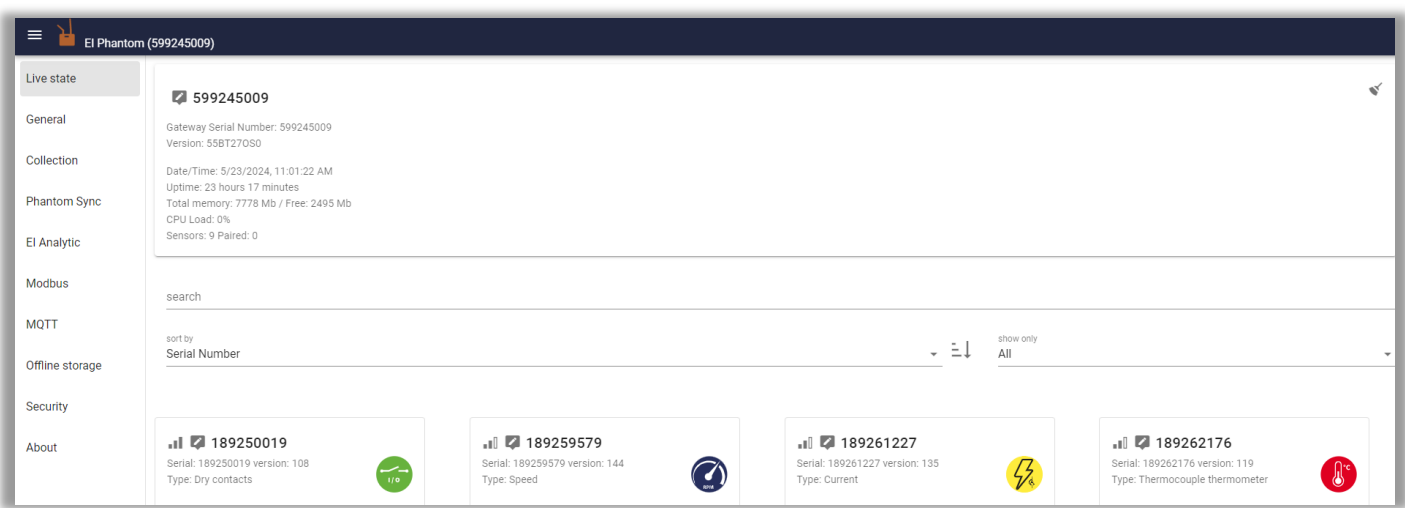 EI Phantom (599245009)
Live state
General
Collection
Phantom Sync
EI Analytic
Modbus
MQTT
Offline storage
Security
About
599245009
Gateway Serial Number: 599245009
Version: 55BT27OS0
Date/Time: 5/23/2024, 11:01:22 AM
Uptime: 23 hours 17 minutes
Total memory: 7778 Mb / Free: 2495 Mb
CPU Load: 0%
Sensors: 9 Paired: 0
search
sort by
Serial Number
show only
All
189250019
Serial: 189250019 version: 108
Type: Dry contacts
I/O
189259579
Serial: 189259579 version: 144
Type: Speed
RPM
189261227
Serial: 189261227 version: 135
Type: Current
189262176
Serial: 189262176 version: 119
Type: Thermocouple thermometer
°C